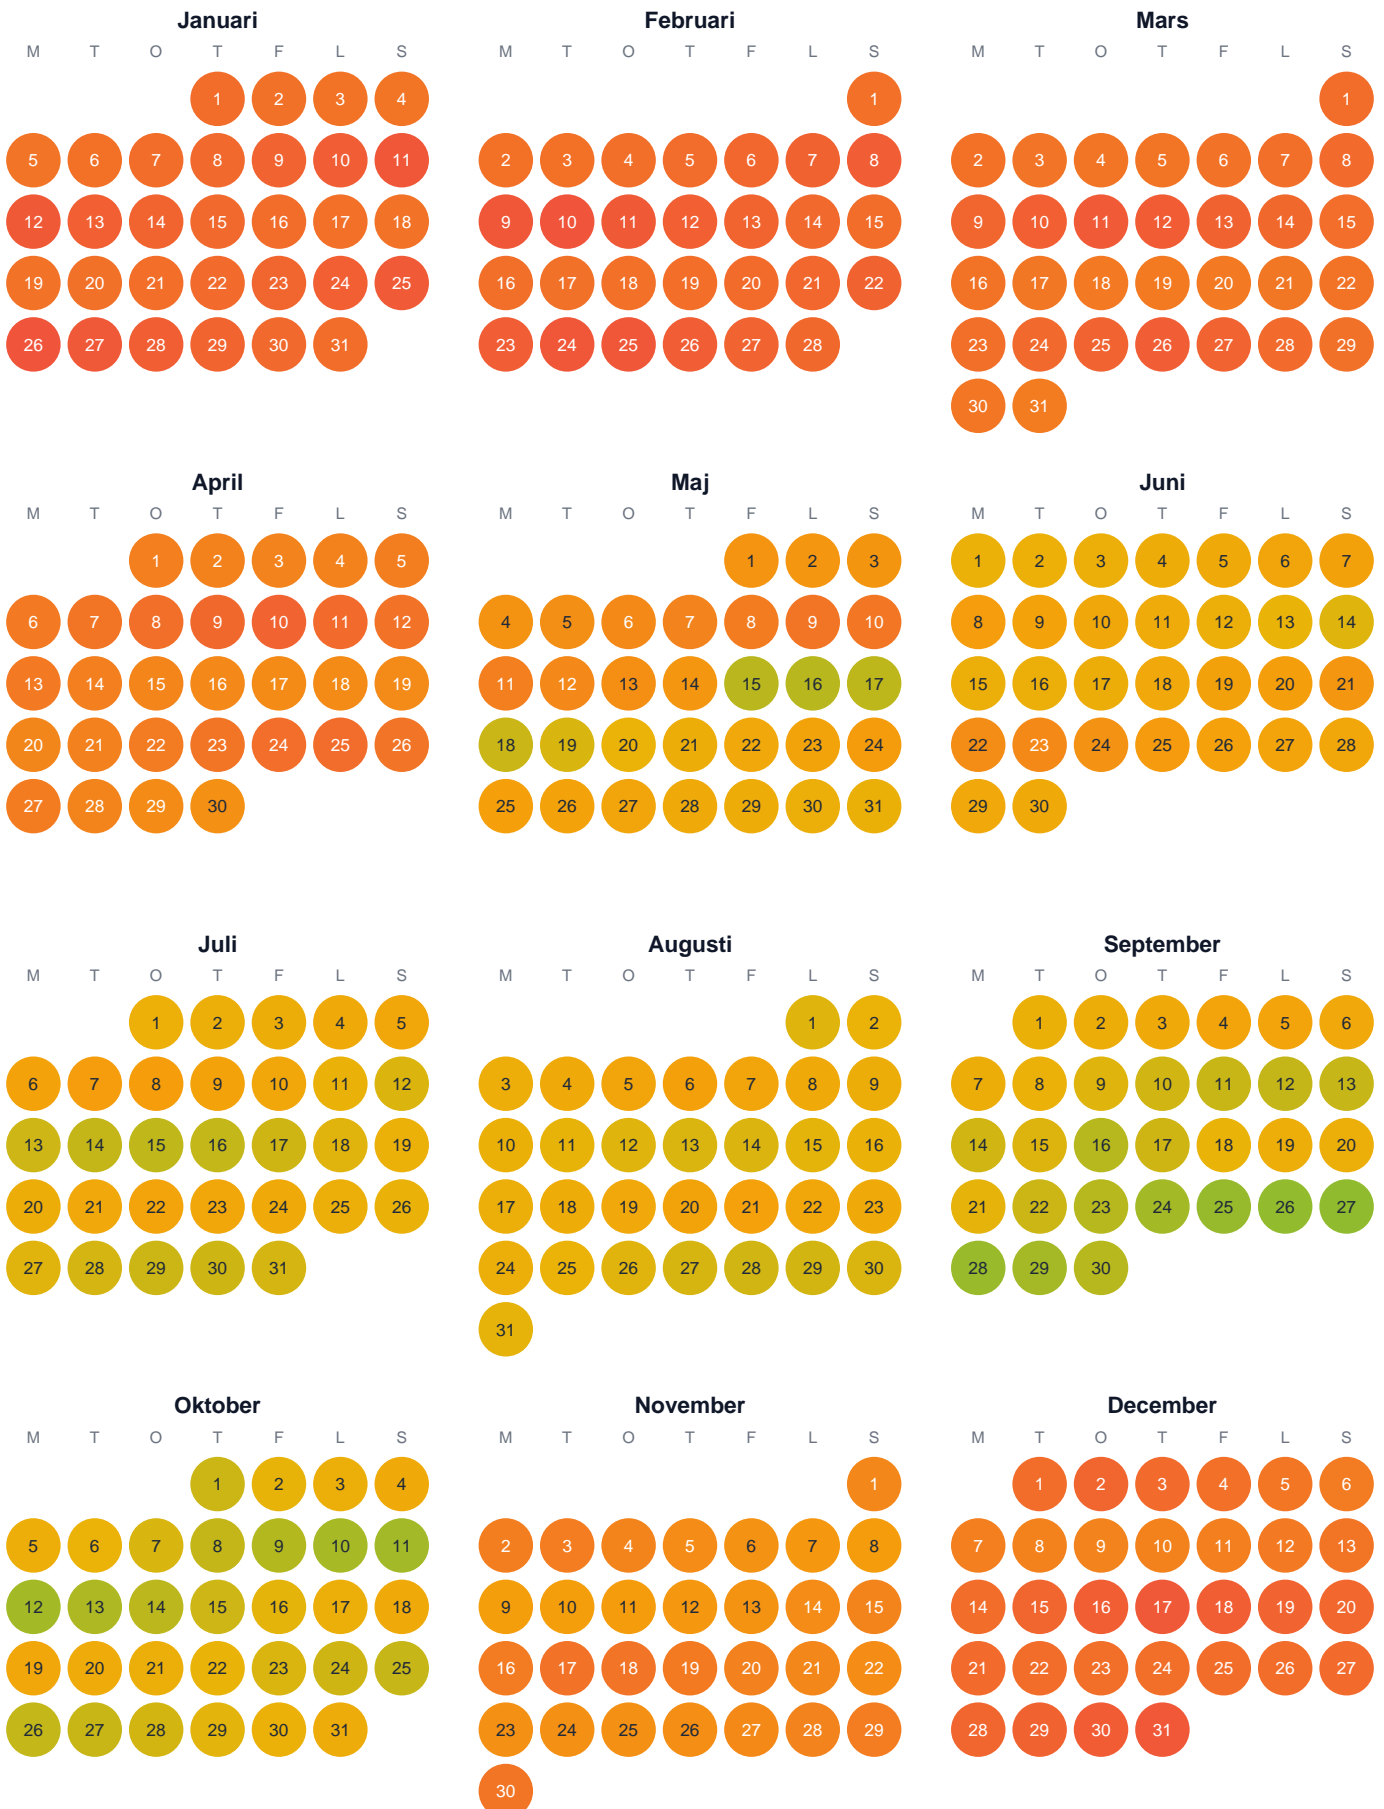 Januari Februari Mars
M T O T F L S M T O T F L S M T O T F L S
1 2 3 4 1 1
5 6 7 8 9 10 11 2 3 4 5 6 7 8 2 3 4 5 6 7 8
12 13 14 15 16 17 18 9 10 11 12 13 14 15 9 10 11 12 13 14 15
19 20 21 22 23 24 25 16 17 18 19 20 21 22 16 17 18 19 20 21 22
26 27 28 29 30 31 23 24 25 26 27 28 23 24 25 26 27 28 29
30 31
April Maj Juni
M T O T F L S M T O T F L S M T O T F L S
1 2 3 4 5 1 2 3 1 2 3 4 5 6 7
6 7 8 9 10 11 12 4 5 6 7 8 9 10 8 9 10 11 12 13 14
13 14 15 16 17 18 19 11 12 13 14 15 16 17 15 16 17 18 19 20 21
20 21 22 23 24 25 26 18 19 20 21 22 23 24 22 23 24 25 26 27 28
27 28 29 30 25 26 27 28 29 30 31 29 30
Juli Augusti September
M T O T F L S M T O T F L S M T O T F L S
1 2 3 4 5 1 2 1 2 3 4 5 6
6 7 8 9 10 11 12 3 4 5 6 7 8 9 7 8 9 10 11 12 13
13 14 15 16 17 18 19 10 11 12 13 14 15 16 14 15 16 17 18 19 20
20 21 22 23 24 25 26 17 18 19 20 21 22 23 21 22 23 24 25 26 27
27 28 29 30 31 24 25 26 27 28 29 30 28 29 30
31
Oktober November December
M T O T F L S M T O T F L S M T O T F L S
1 2 3 4 1 1 2 3 4 5 6
5 6 7 8 9 10 11 2 3 4 5 6 7 8 7 8 9 10 11 12 13
12 13 14 15 16 17 18 9 10 11 12 13 14 15 14 15 16 17 18 19 20
19 20 21 22 23 24 25 16 17 18 19 20 21 22 21 22 23 24 25 26 27
26 27 28 29 30 31 23 24 25 26 27 28 29 28 29 30 31
30